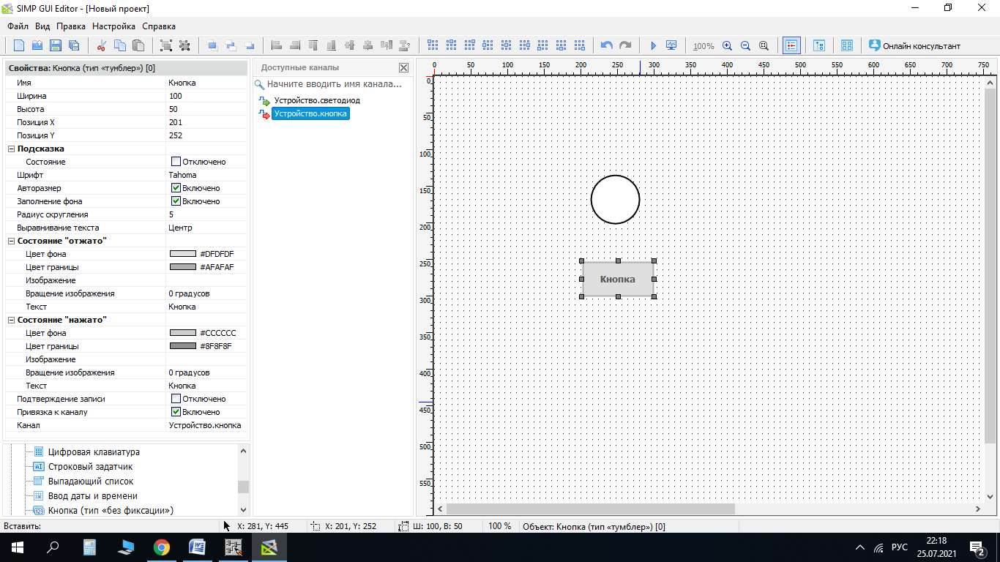 SIMP GUI Editor - [Новый проект]
Файл Вид Правка Настройка Справка
100% Онлайн консультант
Свойства: Кнопка (тип «тумблер») [0]
Имя Кнопка
Ширина 100
Высота 50
Позиция X 201
Позиция Y 252
Подсказка
Состояние Отключено
Шрифт Tahoma
Авторазмер Включено
Заполнение фона Включено
Радиус скругления 5
Выравнивание текста Центр
Состояние "отжато"
Цвет фона #DFDFDF
Цвет границы #AFAFAF
Изображение
Вращение изображения 0 градусов
Текст Кнопка
Состояние "нажато"
Цвет фона #CCCCCC
Цвет границы #8F8F8F
Изображение
Вращение изображения 0 градусов
Текст Кнопка
Подтверждение записи Отключено
Привязка к каналу Включено
Канал Устройство.кнопка
Цифровая клавиатура
Строковый задатчик
Выпадающий список
Ввод даты и времени
Кнопка (тип «без фиксации»)
Доступные каналы
Начните вводить имя канала...
Устройство.светодиод
Устройство.кнопка
0 50 100 150 200 250 300 350 400 450 500 550 600 650 700 750
0
50
100
150
200
250
300
350
400
450
500
550
Кнопка
Вставить: X: 281, Y: 445 X: 201, Y: 252 Ш: 100, В: 50 100 % Объект: Кнопка (тип «тумблер») [0]
РУС
22:18
25.07.2021
2